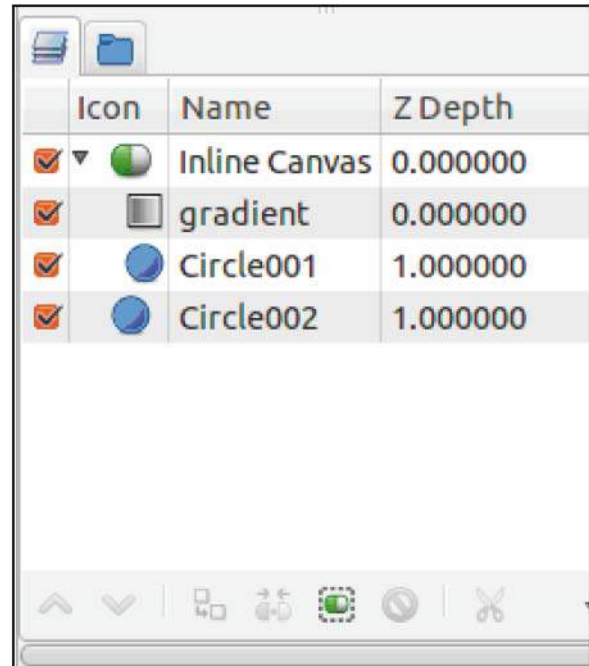 Icon Name Z Depth
Inline Canvas 0.000000
gradient 0.000000
Circle001 1.000000
Circle002 1.000000